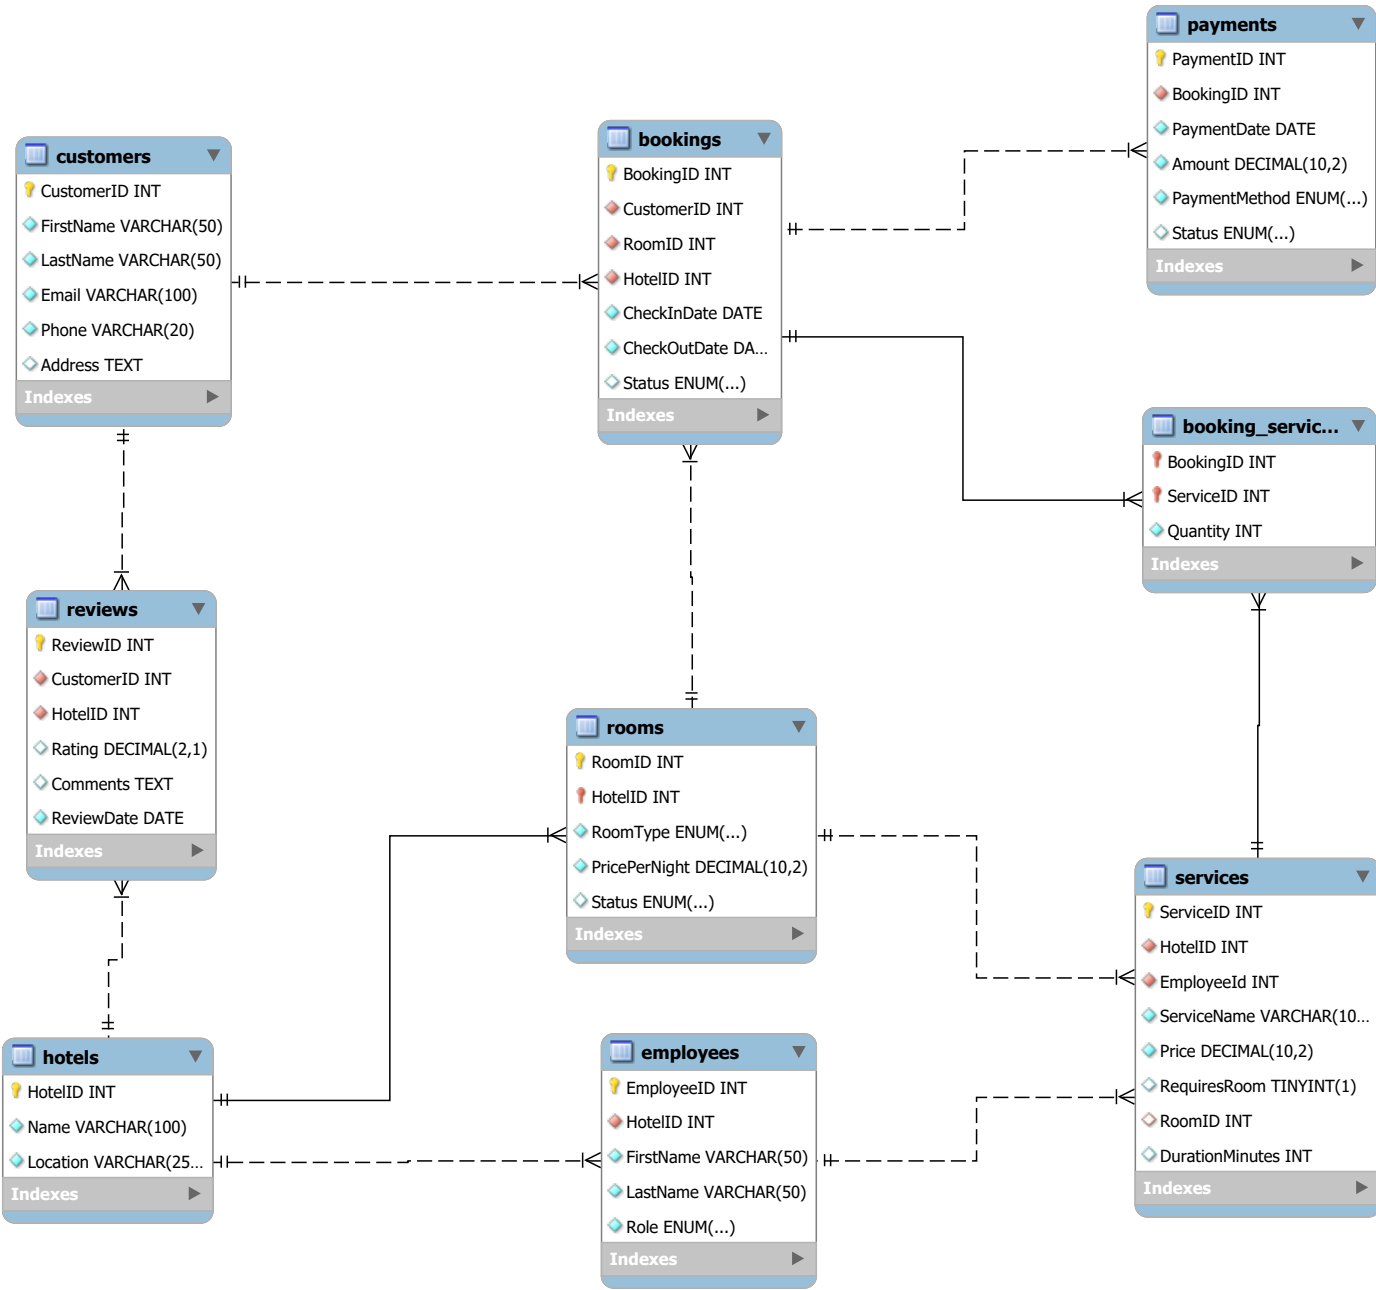 payments
PaymentID INT
BookingID INT
PaymentDate DATE
Amount DECIMAL(10,2)
PaymentMethod ENUM(...)
Status ENUM(...)
Indexes
customers
CustomerID INT
FirstName VARCHAR(50)
LastName VARCHAR(50)
Email VARCHAR(100)
Phone VARCHAR(20)
Address TEXT
Indexes
bookings
BookingID INT
CustomerID INT
RoomID INT
HotelID INT
CheckInDate DATE
CheckOutDate DA...
Status ENUM(...)
Indexes
booking_servic...
BookingID INT
ServiceID INT
Quantity INT
Indexes
reviews
ReviewID INT
CustomerID INT
HotelID INT
Rating DECIMAL(2,1)
Comments TEXT
ReviewDate DATE
Indexes
rooms
RoomID INT
HotelID INT
RoomType ENUM(...)
PricePerNight DECIMAL(10,2)
Status ENUM(...)
Indexes
services
ServiceID INT
HotelID INT
EmployeeId INT
ServiceName VARCHAR(10...
Price DECIMAL(10,2)
RequiresRoom TINYINT(1)
RoomID INT
DurationMinutes INT
Indexes
hotels
HotelID INT
Name VARCHAR(100)
Location VARCHAR(25...
Indexes
employees
EmployeeID INT
HotelID INT
FirstName VARCHAR(50)
LastName VARCHAR(50)
Role ENUM(...)
Indexes